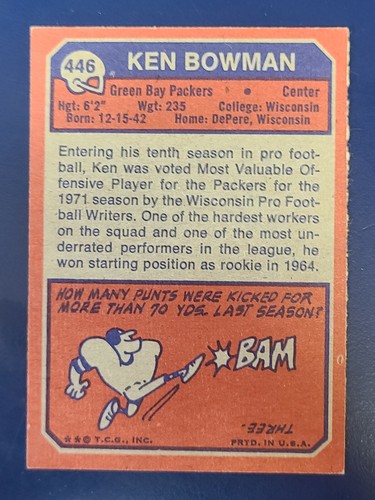 446
KEN BOWMAN
Green Bay Packers • Center
Hgt: 6'2" Wgt: 235 College: Wisconsin
Born: 12-15-42 Home: DePere, Wisconsin
Entering his tenth season in pro foot-
ball, Ken was voted Most Valuable Of-
fensive Player for the Packers for the
1971 season by the Wisconsin Pro Foot-
ball Writers. One of the hardest workers
on the squad and one of the most un-
derrated performers in the league, he
won starting position as rookie in 1964.
HOW MANY PUNTS WERE KICKED FOR
MORE THAN 70 YDS. LAST SEASON?
BAM
THREE.
**© T.C.G., INC. PRTD. IN U.S.A.